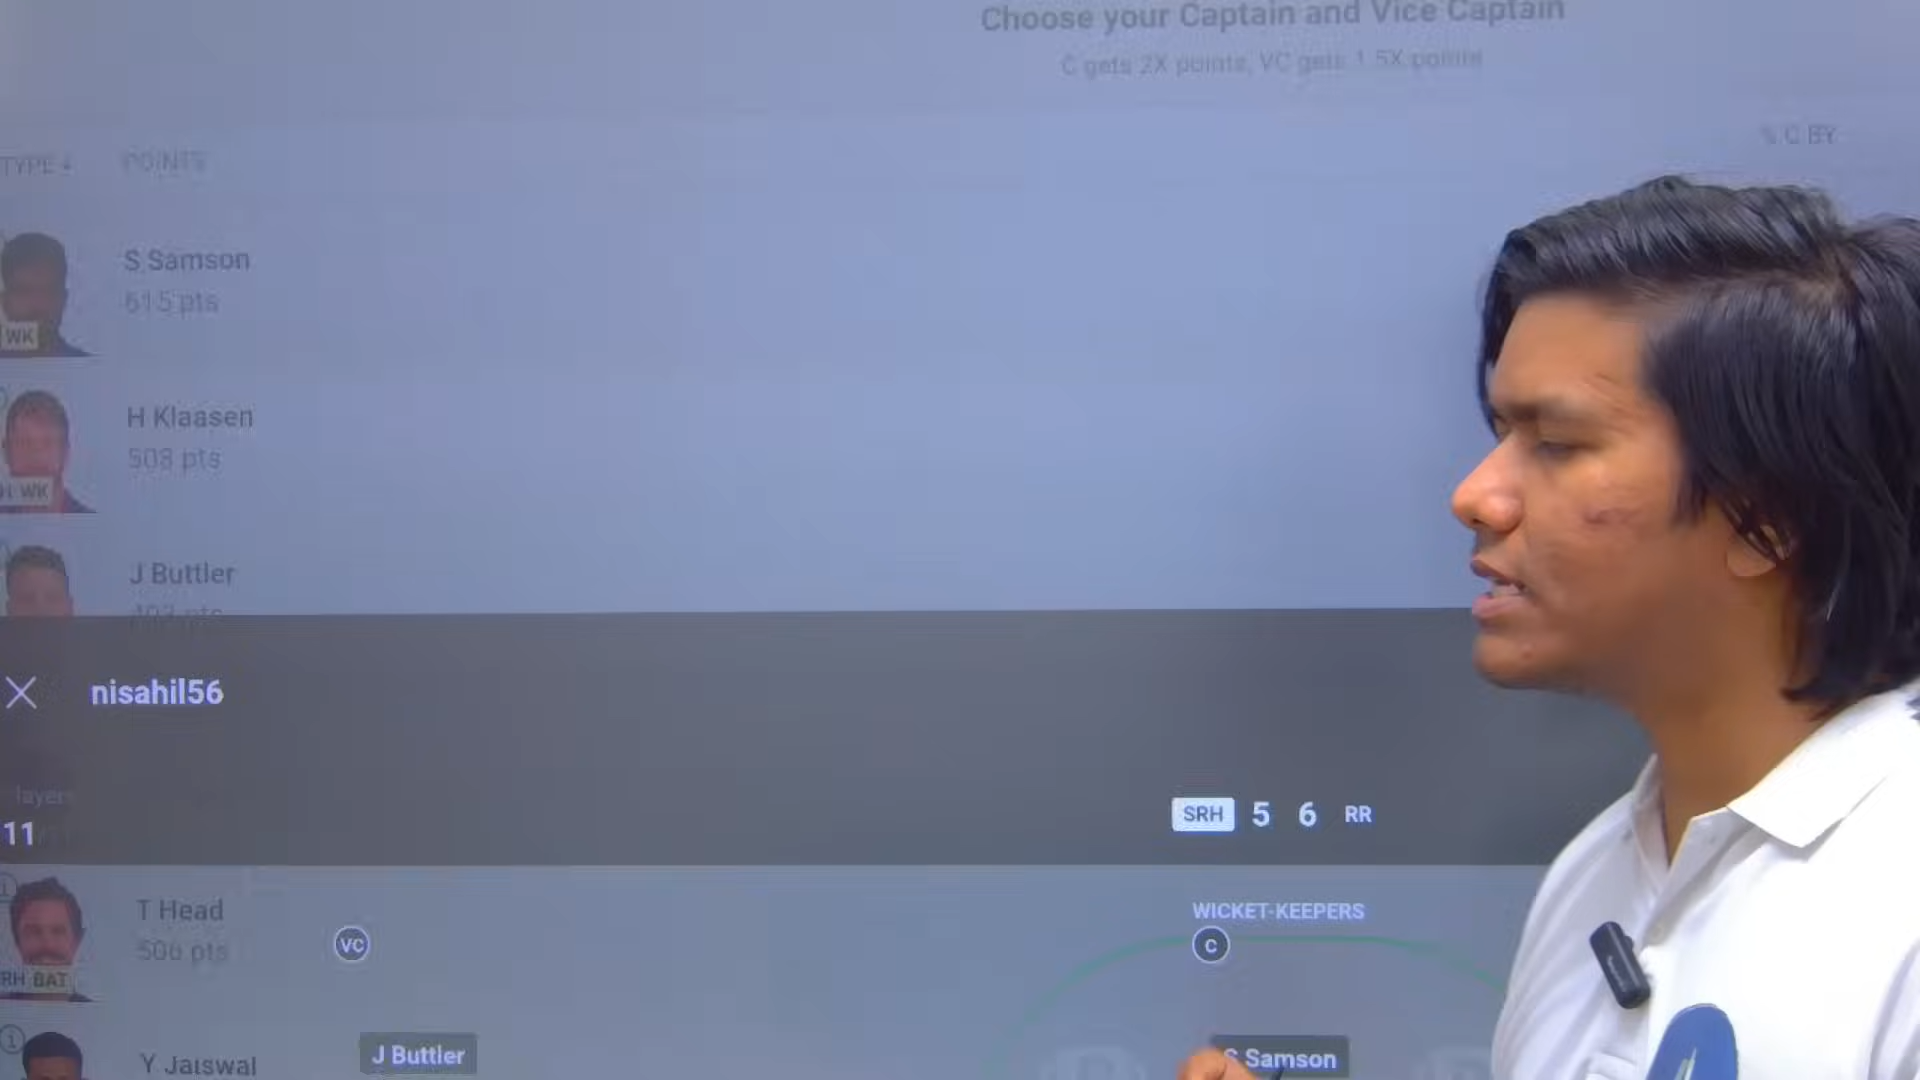 Choose your Captain and Vice Captain
C gets 2X points, VC gets 1.5X points
TYPE
POINTS
% C BY
S Samson
615 pts
WK
H Klaasen
508 pts
WK
J Buttler
nisahil56
11
SRH 5 6 RR
T Head
506 pts
RH BAT
VC
WICKET-KEEPERS
C
Y Jaiswal
J Buttler
S Samson